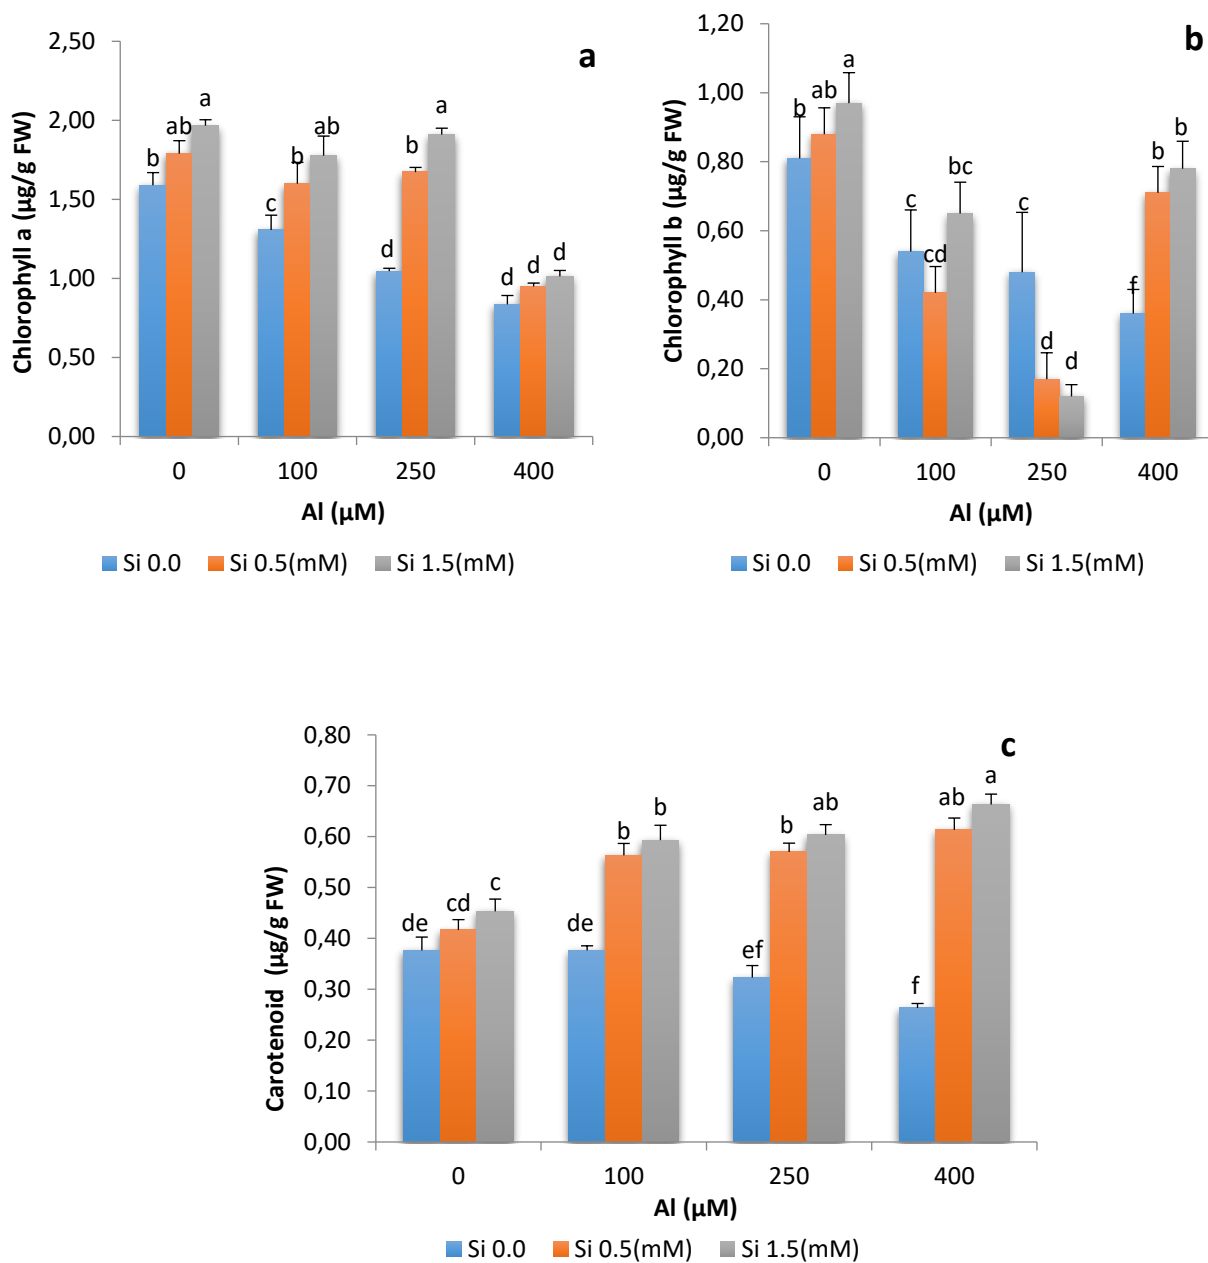 a
2,50
2,00
1,50
1,00
0,50
0,00
Chlorophyll a (µg/g FW)
b ab a
c b ab
d b a
d d d
0 100 250 400
Al (µM)
Si 0.0 Si 0.5(mM) Si 1.5(mM)
b
1,20
1,00
0,80
0,60
0,40
0,20
0,00
Chlorophyll b (µg/g FW)
b ab a
c cd bc
c d d
f b b
0 100 250 400
Al (µM)
Si 0.0 Si 0.5(mM) Si 1.5(mM)
c
0,80
0,70
0,60
0,50
0,40
0,30
0,20
0,10
0,00
Carotenoid (µg/g FW)
de cd c
de b b
ef b ab
f ab a
0 100 250 400
Al (µM)
Si 0.0 Si 0.5(mM) Si 1.5(mM)